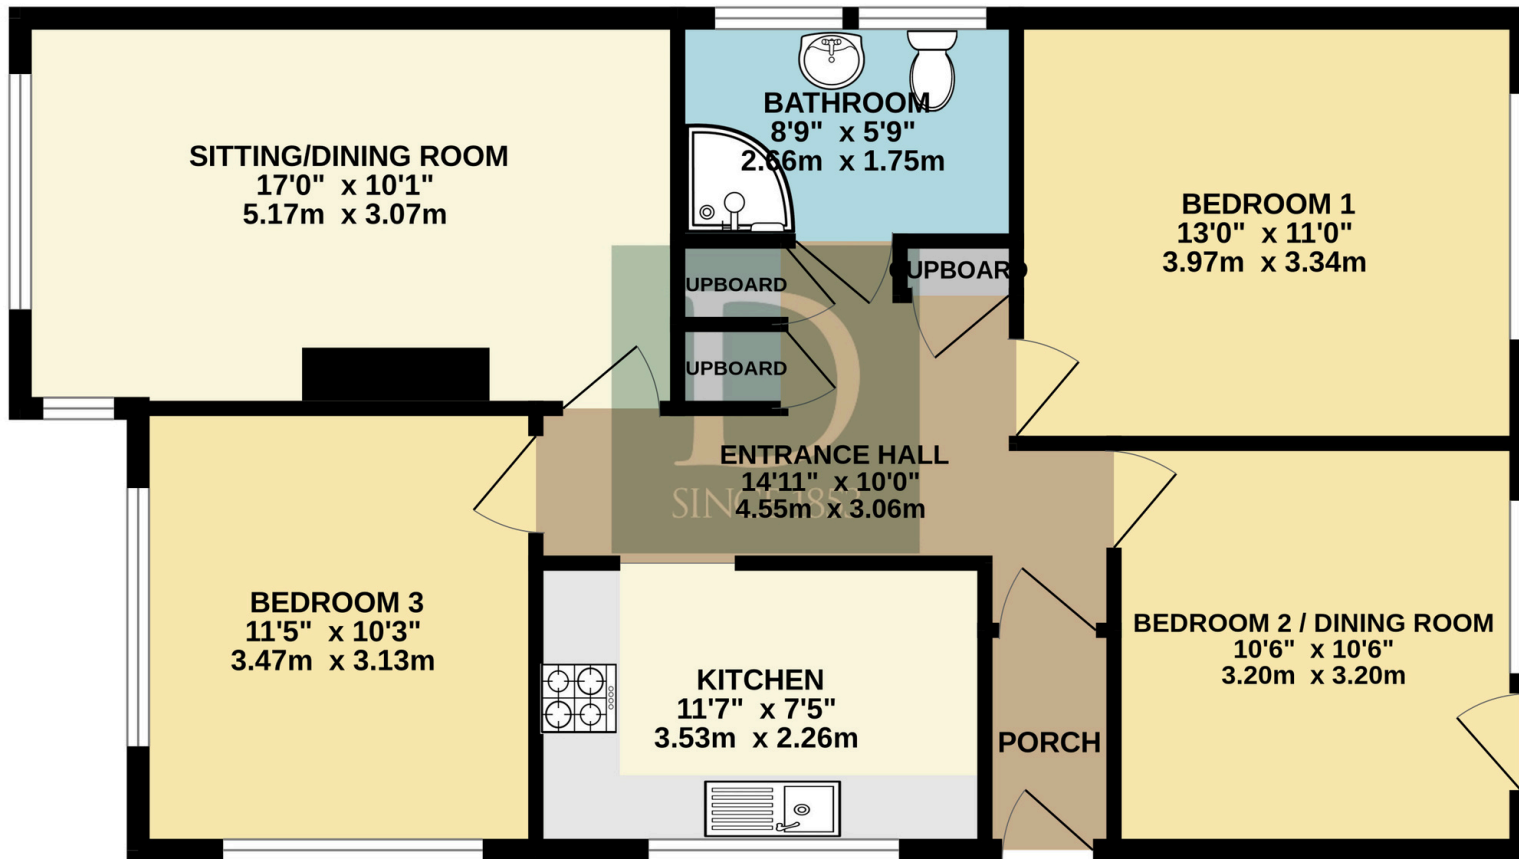 SITTING/DINING ROOM
17'0" x 10'1"
5.17m x 3.07m
BATHROOM
8'9" x 5'9"
2.66m x 1.75m
BEDROOM 1
13'0" x 11'0"
3.97m x 3.34m
UPBOARD
CUPBOARD
UPBOARD
D
ENTRANCE HALL
14'11" x 10'0"
4.55m x 3.06m
SINCE 1853
BEDROOM 3
11'5" x 10'3"
3.47m x 3.13m
KITCHEN
11'7" x 7'5"
3.53m x 2.26m
PORCH
BEDROOM 2 / DINING ROOM
10'6" x 10'6"
3.20m x 3.20m